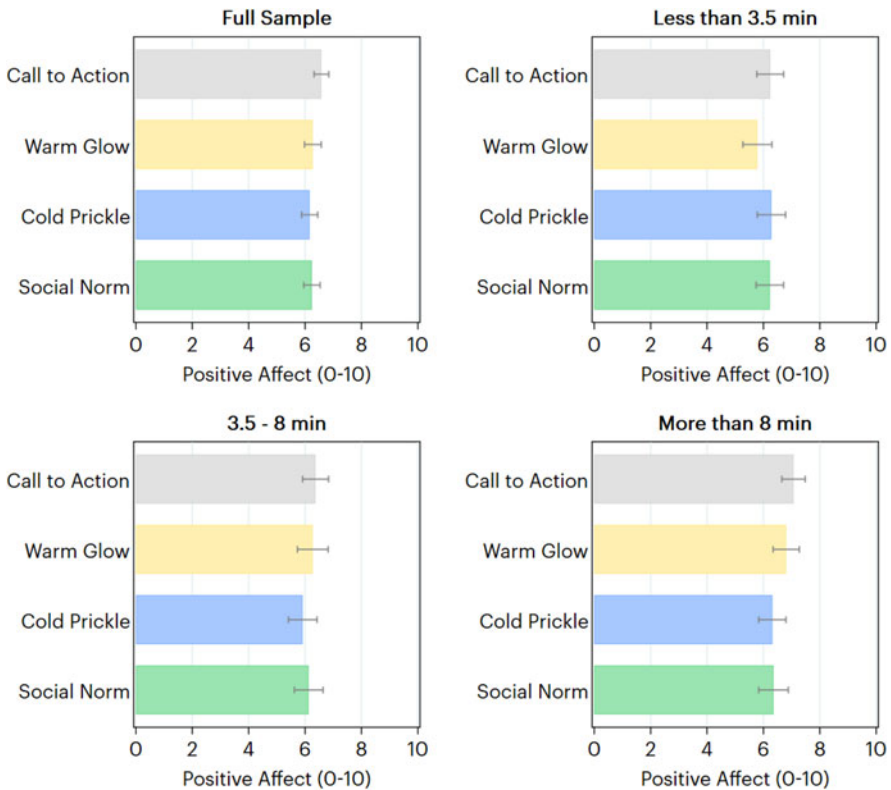 Full Sample
Call to Action
Warm Glow
Cold Prickle
Social Norm
0 2 4 6 8 10
Positive Affect (0-10)
Less than 3.5 min
Call to Action
Warm Glow
Cold Prickle
Social Norm
0 2 4 6 8 10
Positive Affect (0-10)
3.5 - 8 min
Call to Action
Warm Glow
Cold Prickle
Social Norm
0 2 4 6 8 10
Positive Affect (0-10)
More than 8 min
Call to Action
Warm Glow
Cold Prickle
Social Norm
0 2 4 6 8 10
Positive Affect (0-10)